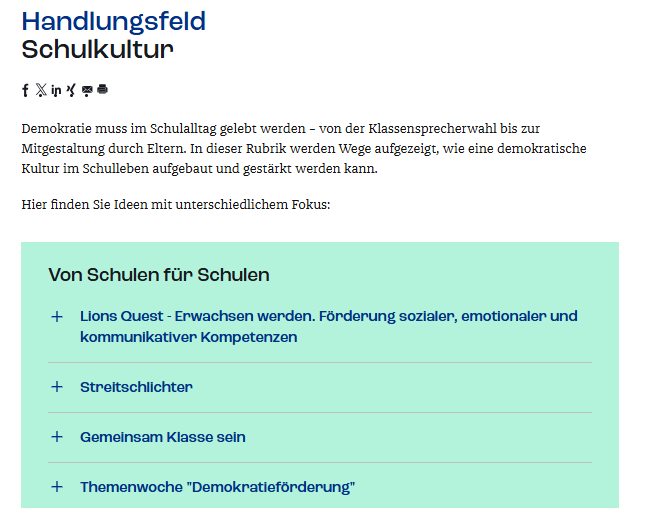 Handlungsfeld
Schulkultur
Demokratie muss im Schulalltag gelebt werden – von der Klassensprecherwahl bis zur
Mitgestaltung durch Eltern. In dieser Rubrik werden Wege aufgezeigt, wie eine demokratische
Kultur im Schulleben aufgebaut und gestärkt werden kann.
Hier finden Sie Ideen mit unterschiedlichem Fokus:
Von Schulen für Schulen
Lions Quest - Erwachsen werden. Förderung sozialer, emotionaler und
kommunikativer Kompetenzen
Streitschlichter
Gemeinsam Klasse sein
Themenwoche "Demokratieförderung"